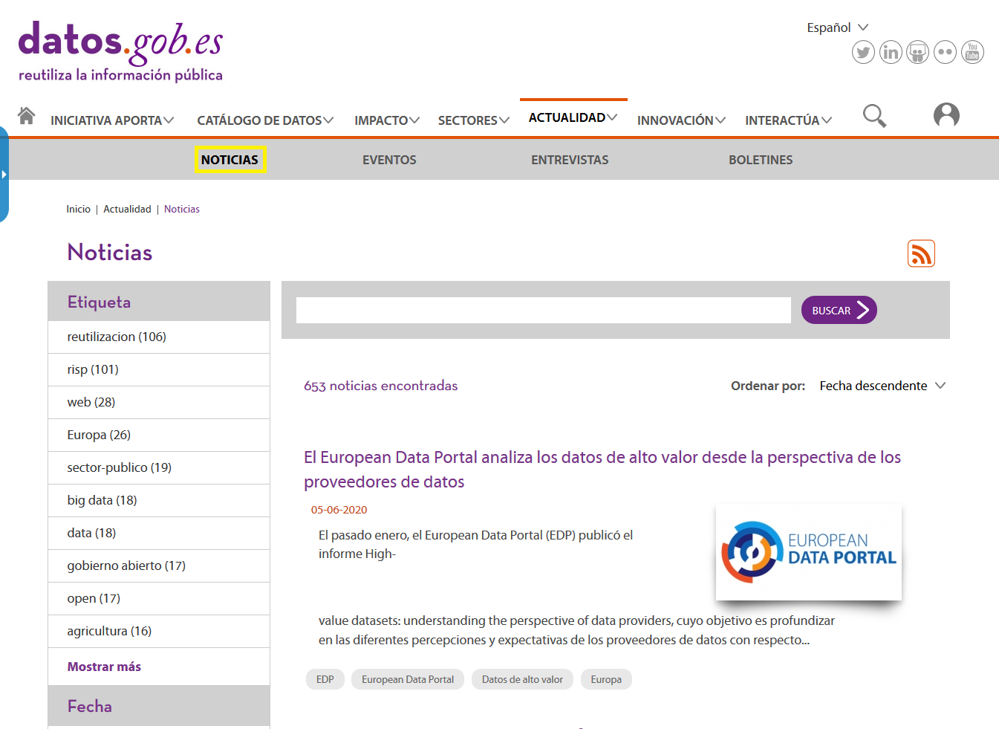 datos.gob.es
reutiliza la información pública
Español
You
Tube
INICIATIVA APORTA
CATÁLOGO DE DATOS
IMPACTO
SECTORES
ACTUALIDAD
INNOVACIÓN
INTERACTÚA
NOTICIAS
EVENTOS
ENTREVISTAS
BOLETINES
Inicio | Actualidad | Noticias
Noticias
Etiqueta
reutilizacion (106)
risp (101)
web (28)
Europa (26)
sector-publico (19)
big data (18)
data (18)
gobierno abierto (17)
open (17)
agricultura (16)
Mostrar más
Fecha
BUSCAR
653 noticias encontradas
Ordenar por: Fecha descendente
El European Data Portal analiza los datos de alto valor desde la perspectiva de los
proveedores de datos
05-06-2020
El pasado enero, el European Data Portal (EDP) publicó el
informe High-
EUROPEAN
DATA PORTAL
value datasets: understanding the perspective of data providers, cuyo objetivo es profundizar
en las diferentes percepciones y expectativas de los proveedores de datos con respecto...
EDP
European Data Portal
Datos de alto valor
Europa